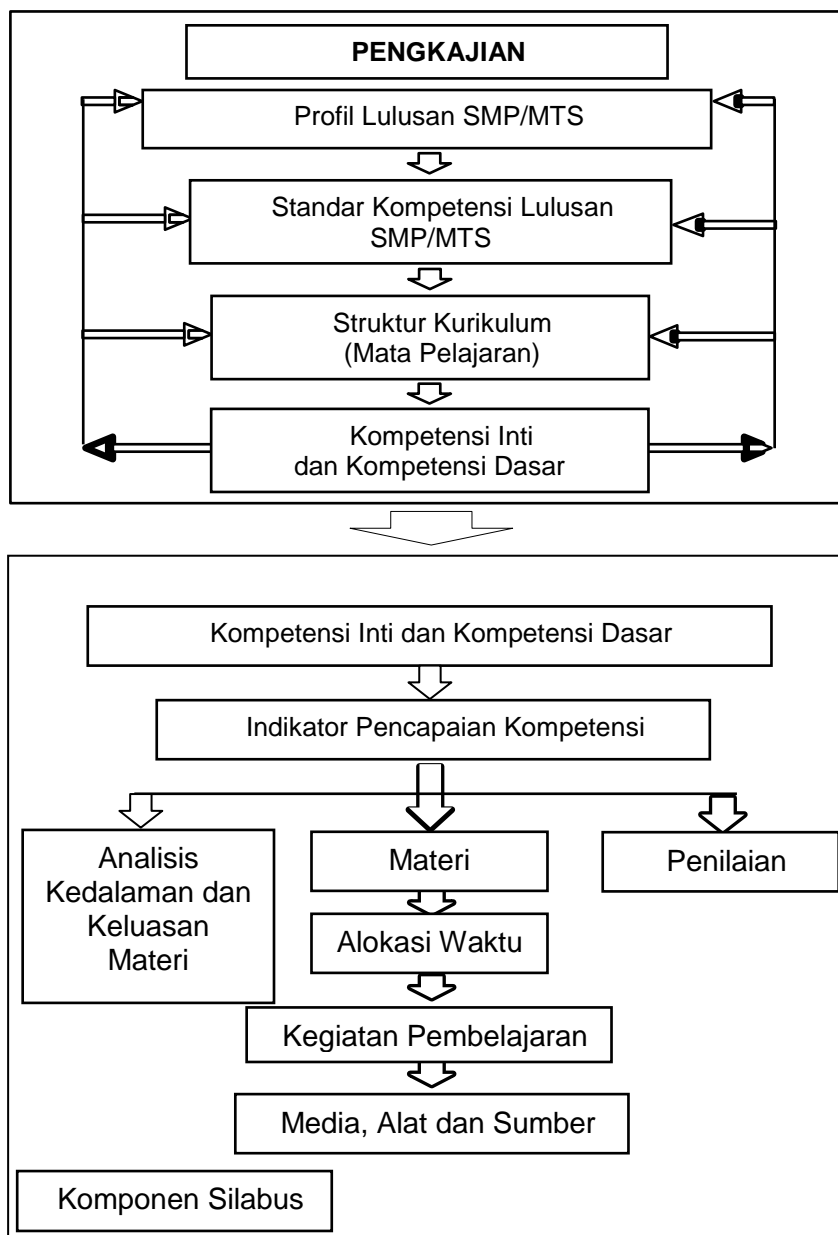 PENGKAJIAN
Profil Lulusan SMP/MTS
Standar Kompetensi Lulusan
SMP/MTS
Struktur Kurikulum
(Mata Pelajaran)
Kompetensi Inti
dan Kompetensi Dasar
Kompetensi Inti dan Kompetensi Dasar
Indikator Pencapaian Kompetensi
Analisis
Kedalaman dan
Keluasan
Materi
Materi
Penilaian
Alokasi Waktu
Kegiatan Pembelajaran
Media, Alat dan Sumber
Komponen Silabus